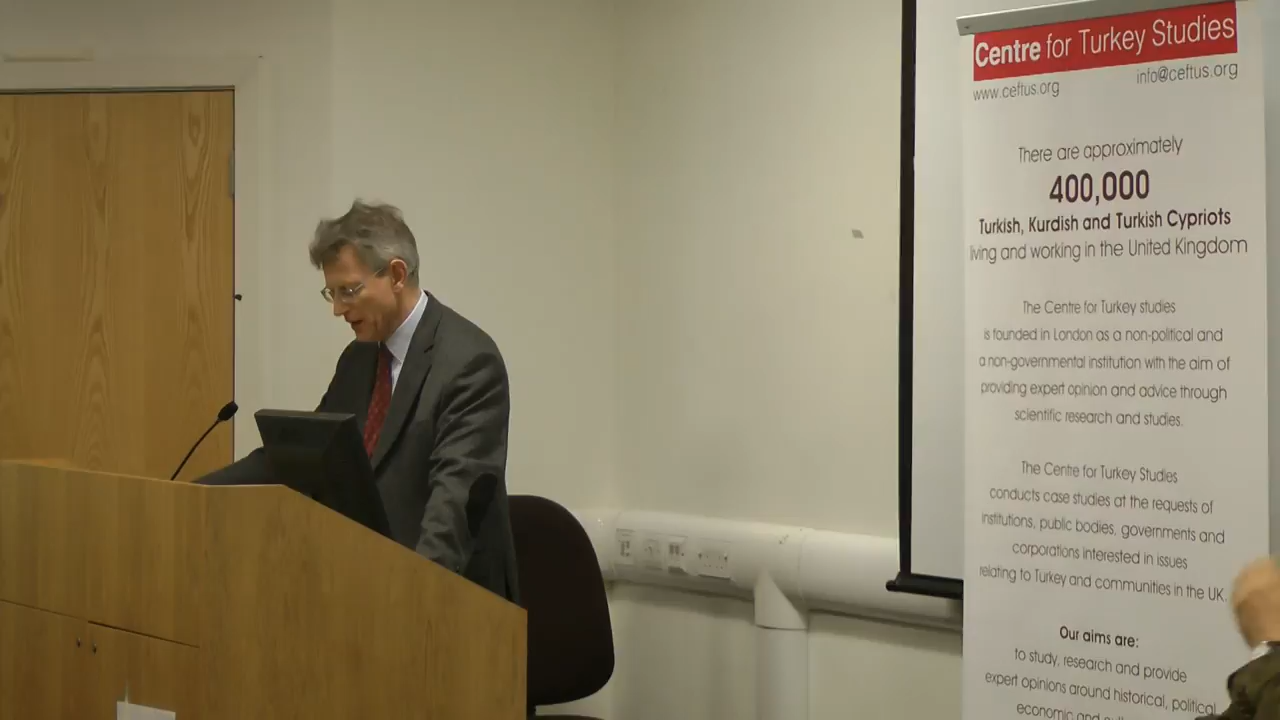 Centre for Turkey Studies
www.ceftus.org
info@ceftus.org
There are approximately
400,000
Turkish, Kurdish and Turkish Cypriots
living and working in the United Kingdom
The Centre for Turkey studies
is founded in London as a non-political and
a non-governmental institution with the aim of
providing expert opinion and advice through
scientific research and studies.
The Centre for Turkey Studies
conducts case studies at the requests of
institutions, public bodies, governments and
corporations interested in issues
relating to Turkey and communities in the UK.
Our aims are:
to study, research and provide
expert opinions around historical, political,
economic and